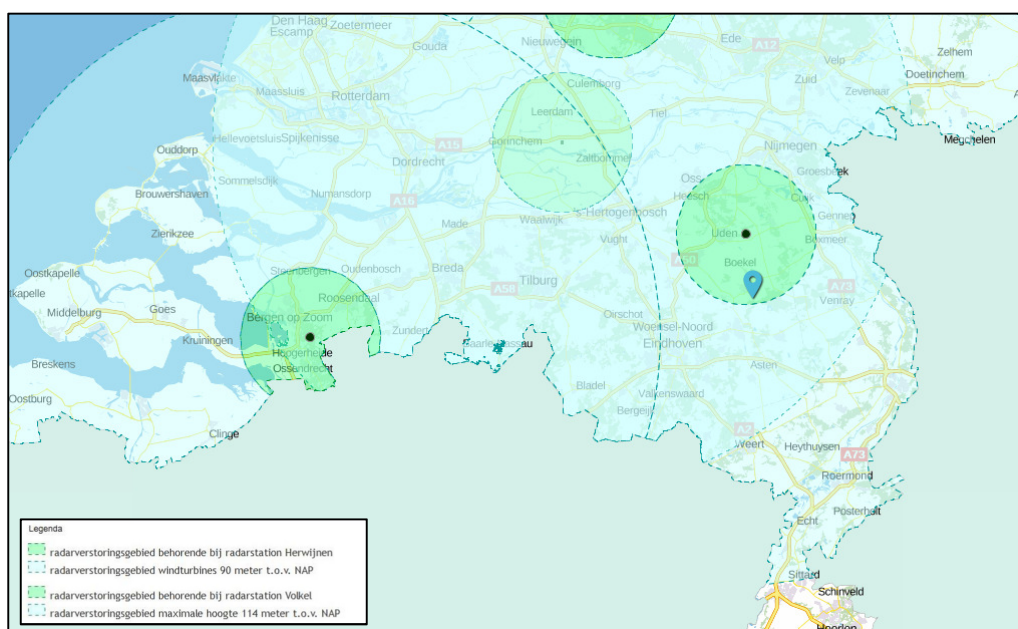 Den Haag
Zoetermeer
Escamp
Gouda
Nieuwegein
Ede
A12
Velp
Zelhem
Doetinchem
Zuid
Zevenaar
Maasvlakte
Maassluis
Rotterdam
Culemborg
Leerdam
Tiel
Hellevoetsluis
Spijkenisse
A15
Gorinchem
Zaltbommel
Nijmegen
Megchelen
Ouddorp
Dordrecht
Groesbeek
Sommelsdijk
Numansdorp
A16
Oss
Heesch
Cuijk
Brouwershaven
Made
Waalwijk
's-Hertogenbosch
Gennep
Zierikzee
Vught
Uden
Boxmeer
Oostkapelle
Steenbergen
Oudenbosch
Breda
A50
Boekel
Tilburg
A58
A73
Roosendaal
Venray
Middelburg
Goes
Bergen op Zoom
Zundert
Oirschot
Kruiningen
Woensel-Noord
Eindhoven
Hoogerheide
Ossendrecht
Breskens
Asten
Bladel
Valkenswaard
Oostburg
Bergeijk
Clinge
A2
Weert
Heythuysen
A73
Roermond
Posterholt
Echt
Sittard
Schinveld
Heerlen
Legenda
radarverstoringsgebied behorende bij radarstation Herwijnen
radarverstoringsgebied windturbines 90 meter t.o.v. NAP
radarverstoringsgebied behorende bij radarstation Volkel
radarverstoringsgebied maximale hoogte 114 meter t.o.v. NAP